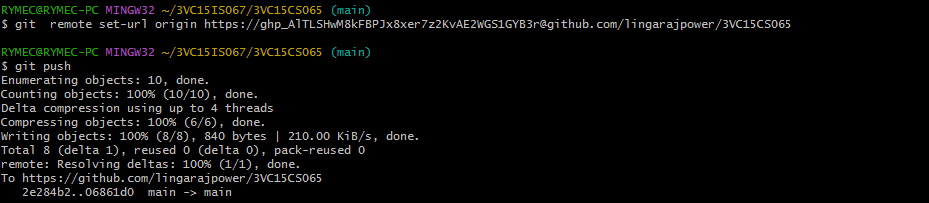 RYMEC@RYMEC-PC MINGW32 ~/3VC15IS067/3VC15CS065 (main)
$ git  remote set-url origin https://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@github.com/lingarajpower/3VC15CS065
RYMEC@RYMEC-PC MINGW32 ~/3VC15IS067/3VC15CS065 (main)
$ git push
Enumerating objects: 10, done.
Counting objects: 100% (10/10), done.
Delta compression using up to 4 threads
Compressing objects: 100% (6/6), done.
Writing objects: 100% (8/8), 840 bytes | 210.00 KiB/s, done.
Total 8 (delta 1), reused 0 (delta 0), pack-reused 0
remote: Resolving deltas: 100% (1/1), done.
To https://github.com/lingarajpower/3VC15CS065
   2e284b2..06861d0  main -> main